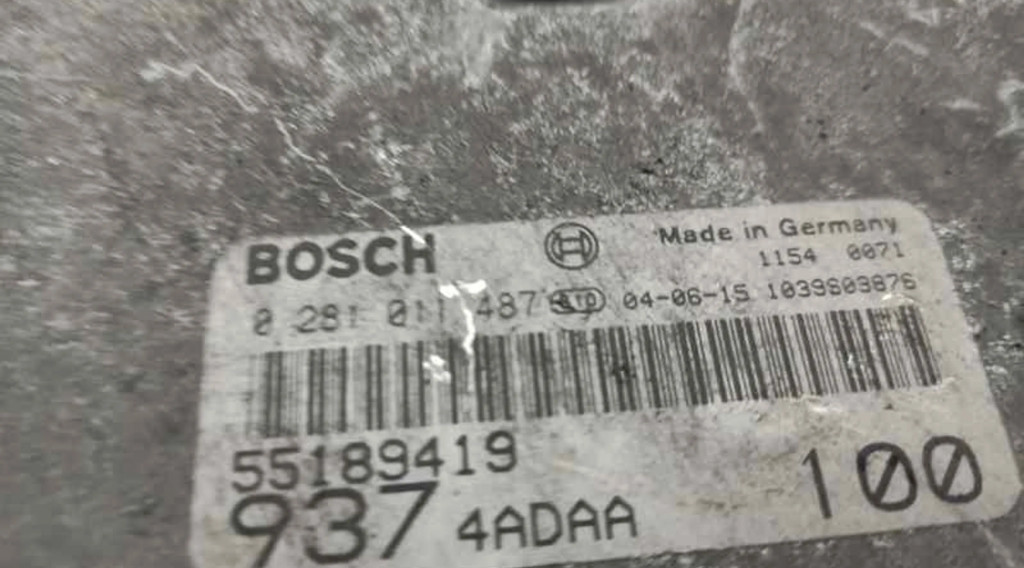 BOSCH
Made in Germany
1154 0071
0 281 011 487 04-06-15 1039S03876
55189419
937 4ADAA 100